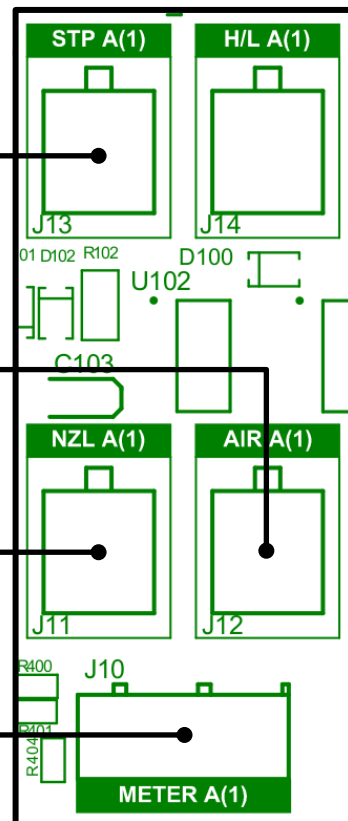 STP A(1) H/L A(1)
J13 J14
01 D102 R102 D100
U102
C103
NZL A(1) AIR A(1)
J11 J12
R400 J10
R401
R404
METER A(1)